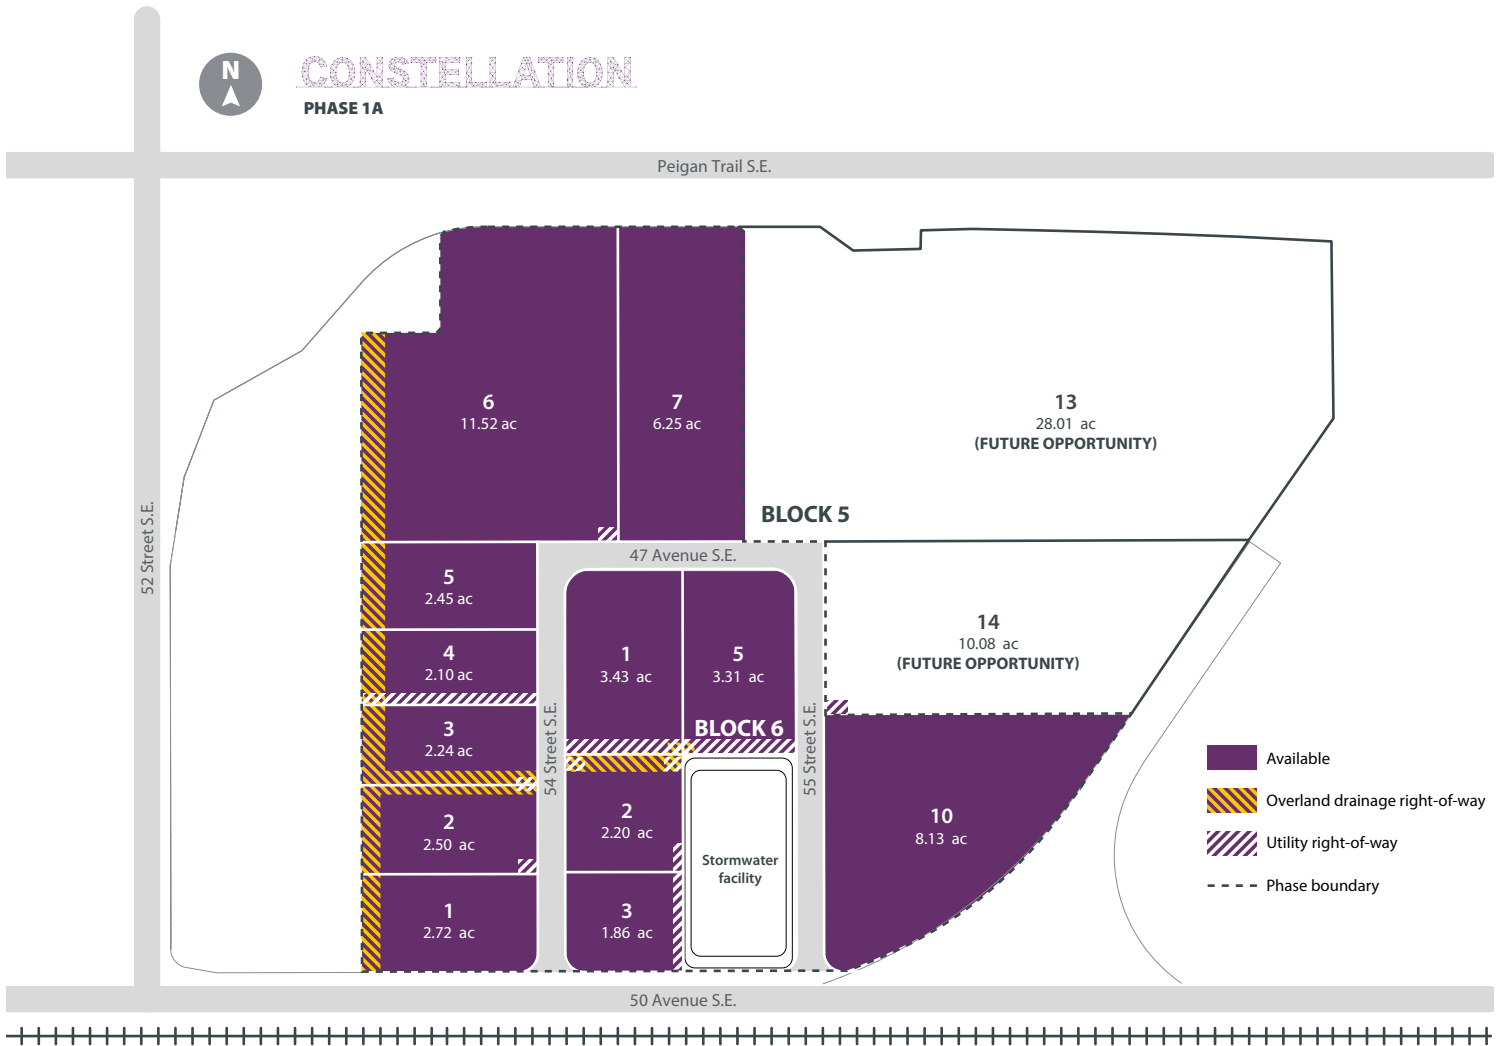 N
CONSTELLATION
PHASE 1A
Peigan Trail S.E.
52 Street S.E.
6
11.52 ac
7
6.25 ac
13
28.01 ac
(FUTURE OPPORTUNITY)
BLOCK 5
47 Avenue S.E.
5
2.45 ac
4
2.10 ac
3
2.24 ac
2
2.50 ac
1
2.72 ac
54 Street S.E.
1
3.43 ac
5
3.31 ac
BLOCK 6
2
2.20 ac
3
1.86 ac
Stormwater
facility
55 Street S.E.
14
10.08 ac
(FUTURE OPPORTUNITY)
10
8.13 ac
Available
Overland drainage right-of-way
Utility right-of-way
Phase boundary
50 Avenue S.E.